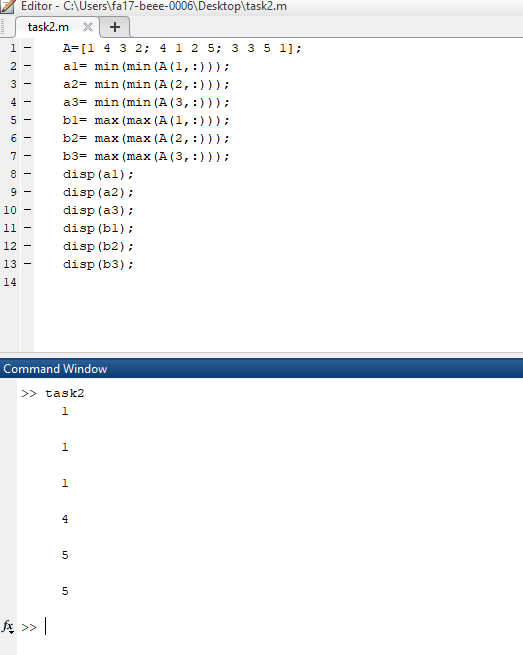 Editor - C:\Users\fa17-beee-0006\Desktop\task2.m
task2.m × +
1 - A=[1 4 3 2; 4 1 2 5; 3 3 5 1];
2 - a1= min(min(A(1,:)));
3 - a2= min(min(A(2,:)));
4 - a3= min(min(A(3,:)));
5 - b1= max(max(A(1,:)));
6 - b2= max(max(A(2,:)));
7 - b3= max(max(A(3,:)));
8 - disp(a1);
9 - disp(a2);
10 - disp(a3);
11 - disp(b1);
12 - disp(b2);
13 - disp(b3);
14
Command Window
>> task2
1
1
1
4
5
5
fx >>